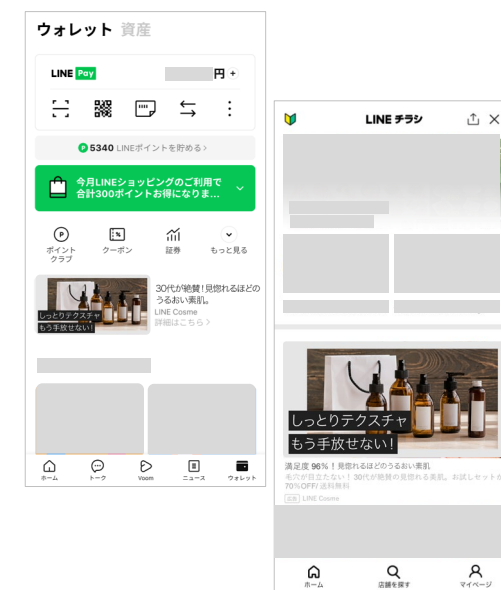 ウォレット 資産
LINE Pay
円 +
P 5340 LINEポイントを貯める >
今月LINEショッピングのご利用で
合計300ポイントお得になりま...
ポイント
クラブ
クーポン
証券
もっと見る
しっとりテクスチャ
もう手放せない!
30代が絶賛!見惚れるほどの
うるおい素肌。
LINE Cosme
詳細はこちら >
ホーム
トーク
Voom
ニュース
ウォレット
LINE チラシ
しっとりテクスチャ
もう手放せない!
満足度 96%！見惚れるほどのうるおい素肌
毛穴が目立たない！30代が絶賛の見惚れる素肌。お試しセットが
70%OFF/送料無料
広告 LINE Cosme
ホーム
店舗を探す
マイページ